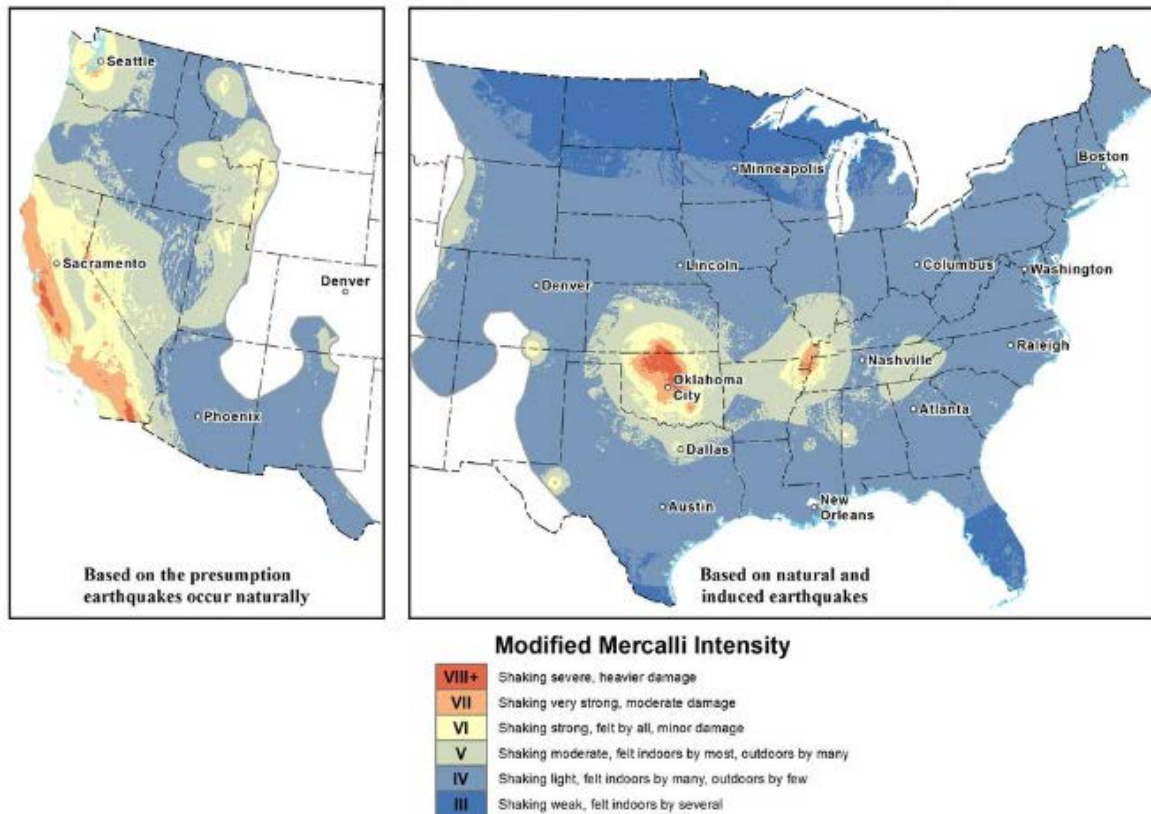 Seattle
Sacramento
Denver
Phoenix
Based on the presumption
earthquakes occur naturally
Minneapolis
Boston
Lincoln
Columbus
Washington
Denver
Nashville
Raleigh
Oklahoma
City
Atlanta
Dallas
Austin
New
Orleans
Based on natural and
induced earthquakes
Modified Mercalli Intensity
VIII+ Shaking severe, heavier damage
VII Shaking very strong, moderate damage
VI Shaking strong, felt by all, minor damage
V Shaking moderate, felt indoors by most, outdoors by many
IV Shaking light, felt indoors by many, outdoors by few
III Shaking weak, felt indoors by several